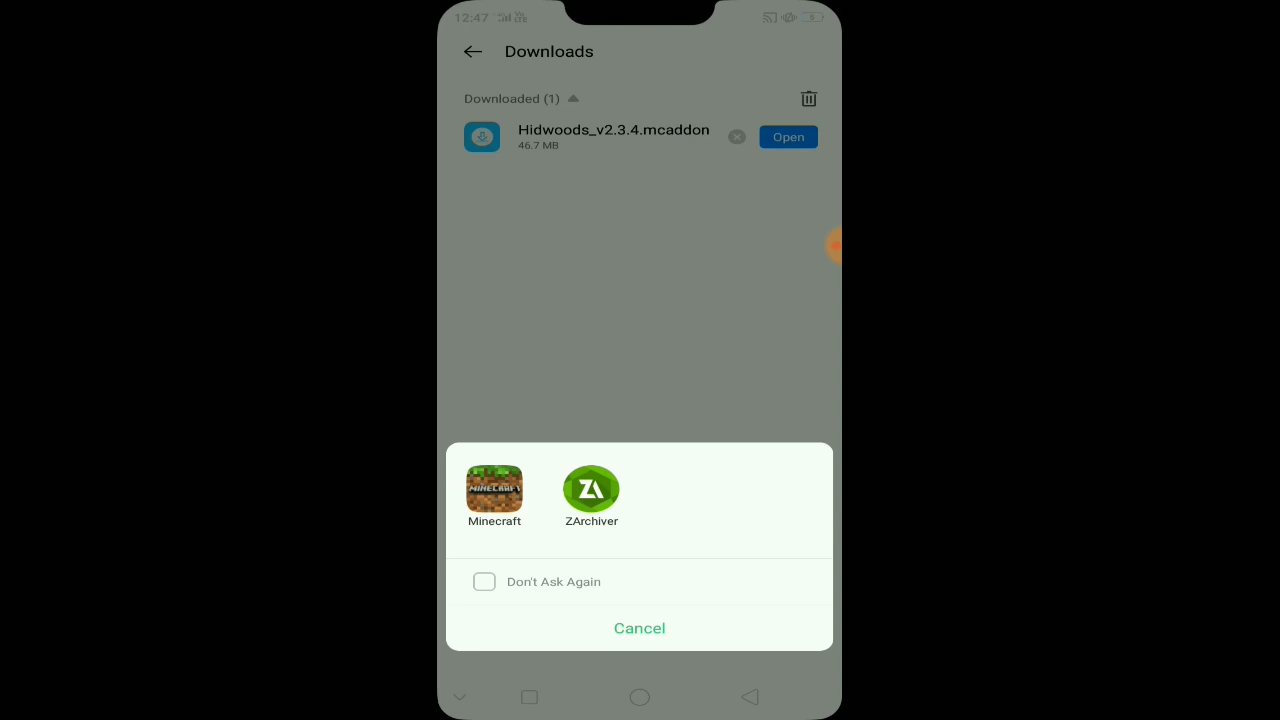 12:47
Downloads
Downloaded (1)
Hidwoods_v2.3.4.mcaddon
46.7 MB
Open
MINECRAFT
ZA
Minecraft
ZArchiver
Don't Ask Again
Cancel